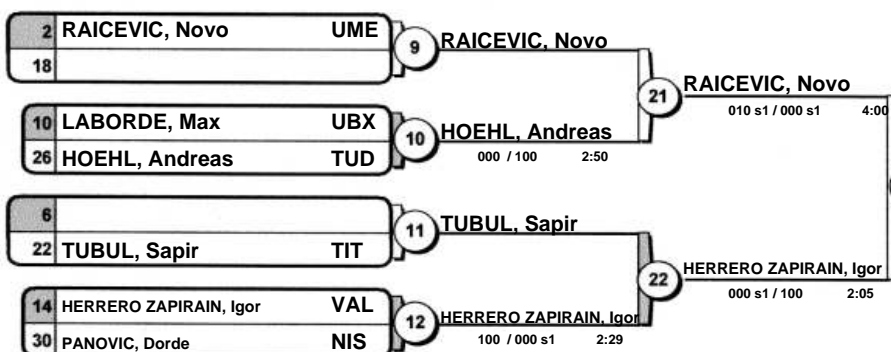 2 RAICEVIC, Novo UME
18
9
RAICEVIC, Novo
10 LABORDE, Max UBX
26 HOEHL, Andreas TUD
10
HOEHL, Andreas
000 / 100 2:50
21
RAICEVIC, Novo
010 s1 / 000 s1 4:00
6
22 TUBUL, Sapir TIT
11
TUBUL, Sapir
14 HERRERO ZAPIRAIN, Igor VAL
30 PANOVIC, Dorde NIS
12
HERRERO ZAPIRAIN, Igor
100 / 000 s1 2:29
22
HERRERO ZAPIRAIN, Igor
000 s1 / 100 2:05